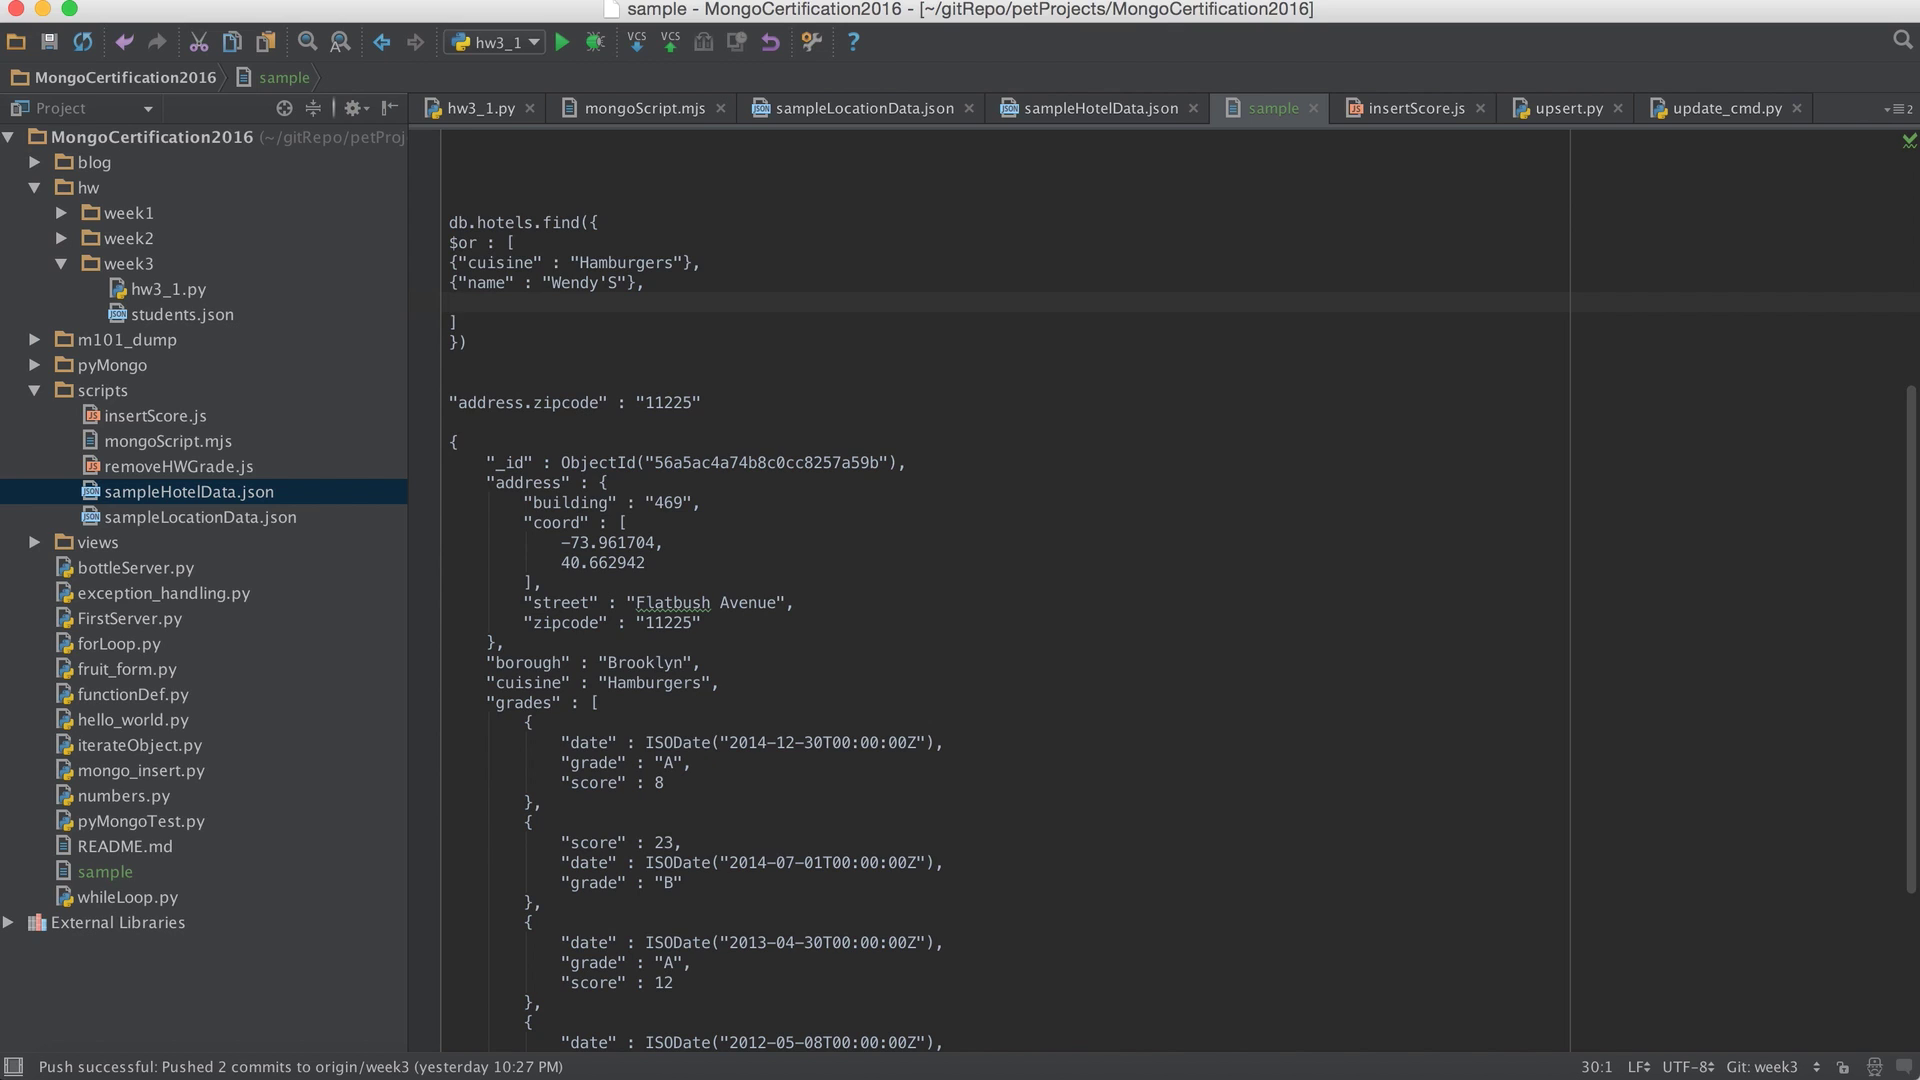 sample - MongoCertification2016 - [~/gitRepo/petProjects/MongoCertification2016]
hw3_1
VCS
VCS
MongoCertification2016
sample
Project
hw3_1.py
mongoScript.mjs
sampleLocationData.json
sampleHotelData.json
sample
insertScore.js
upsert.py
update_cmd.py
2
MongoCertification2016 (~/gitRepo/petProj
blog
hw
week1
week2
week3
hw3_1.py
students.json
m101_dump
pyMongo
scripts
insertScore.js
mongoScript.mjs
removeHWGrade.js
sampleHotelData.json
sampleLocationData.json
views
bottleServer.py
exception_handling.py
FirstServer.py
forLoop.py
fruit_form.py
functionDef.py
hello_world.py
iterateObject.py
mongo_insert.py
numbers.py
pyMongoTest.py
README.md
sample
whileLoop.py
External Libraries
db.hotels.find({
$or : [
{"cuisine" : "Hamburgers"},
{"name" : "Wendy'S"},
]
})
"address.zipcode" : "11225"
{
"_id" : ObjectId("56a5ac4a74b8c0cc8257a59b"),
"address" : {
"building" : "469",
"coord" : [
-73.961704,
40.662942
],
"street" : "Flatbush Avenue",
"zipcode" : "11225"
},
"borough" : "Brooklyn",
"cuisine" : "Hamburgers",
"grades" : [
{
"date" : ISODate("2014-12-30T00:00:00Z"),
"grade" : "A",
"score" : 8
},
{
"score" : 23,
"date" : ISODate("2014-07-01T00:00:00Z"),
"grade" : "B"
},
{
"date" : ISODate("2013-04-30T00:00:00Z"),
"grade" : "A",
"score" : 12
},
{
"date" : ISODate("2012-05-08T00:00:00Z"),
Push successful: Pushed 2 commits to origin/week3 (yesterday 10:27 PM)
30:1 LF UTF-8 Git: week3